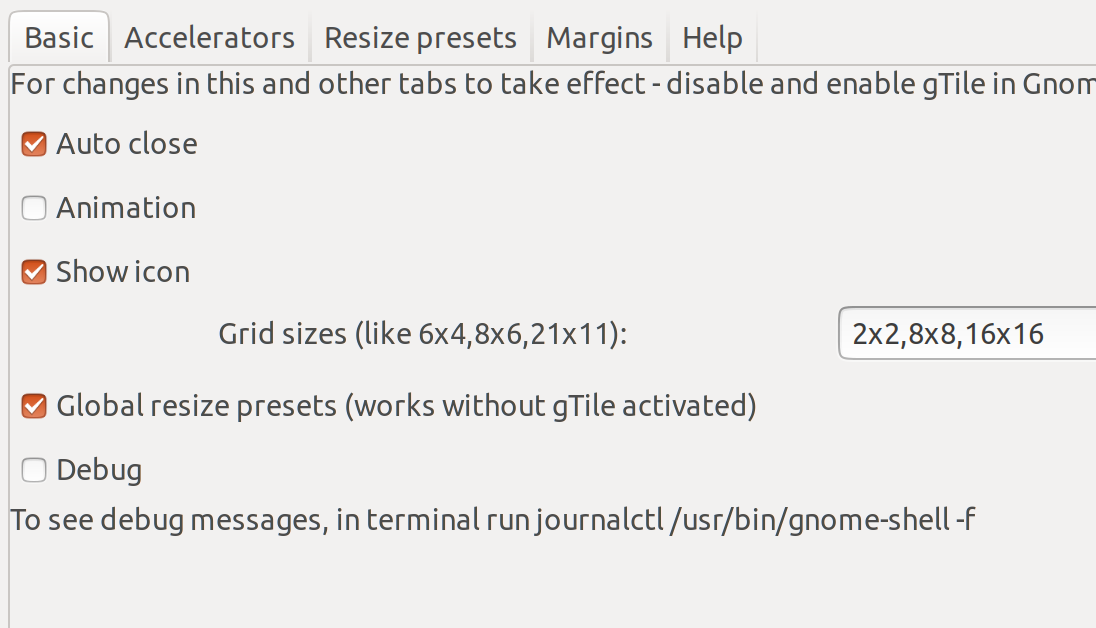 Basic Accelerators Resize presets Margins Help
For changes in this and other tabs to take effect - disable and enable gTile in Gnom
Auto close
Animation
Show icon
Grid sizes (like 6x4,8x6,21x11): 2x2,8x8,16x16
Global resize presets (works without gTile activated)
Debug
To see debug messages, in terminal run journalctl /usr/bin/gnome-shell -f